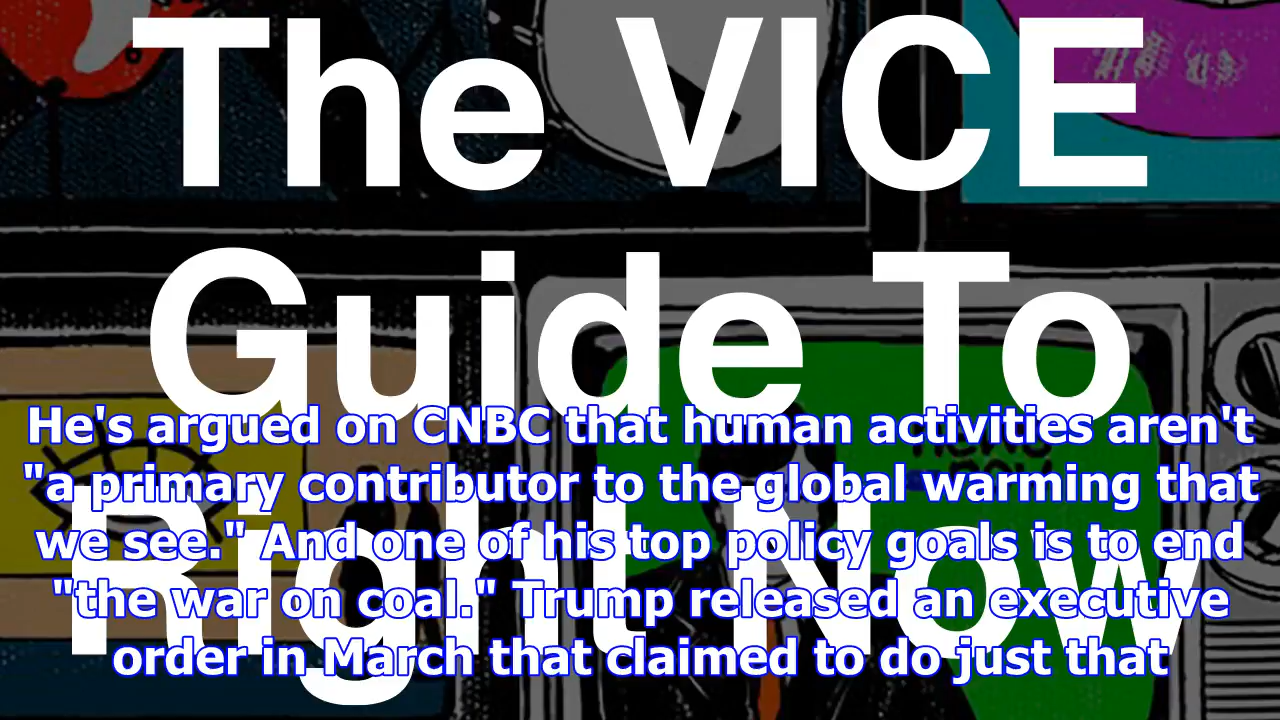 The VICE
Guide To
Right Now
He's argued on CNBC that human activities aren't
"a primary contributor to the global warming that
we see." And one of his top policy goals is to end
"the war on coal." Trump released an executive
order in March that claimed to do just that